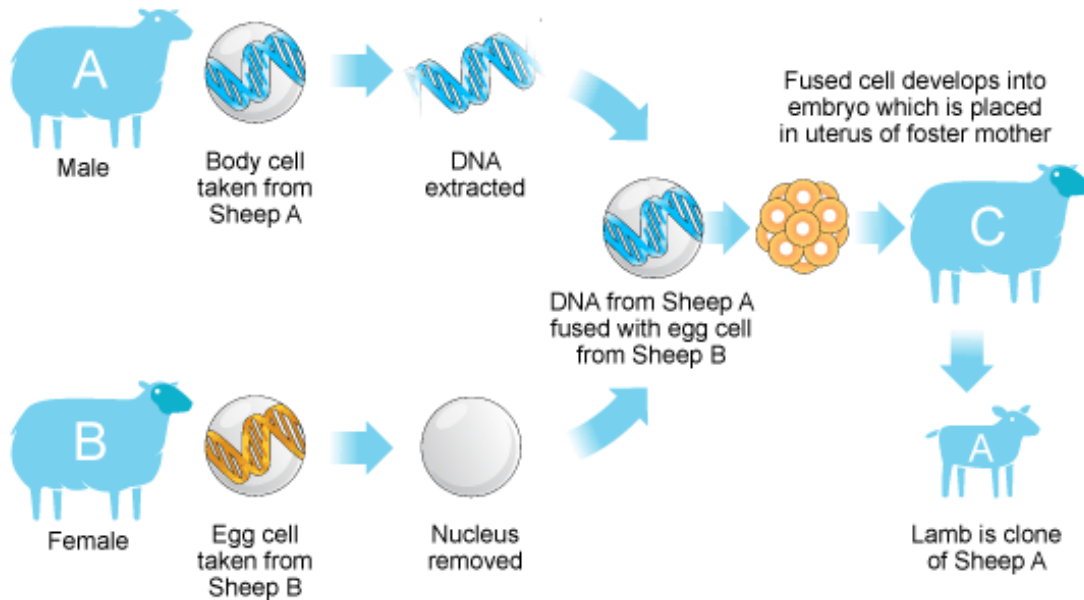 A
Male
Body cell
taken from
Sheep A
DNA
extracted
Fused cell develops into
embryo which is placed
in uterus of foster mother
C
DNA from Sheep A
fused with egg cell
from Sheep B
B
Female
Egg cell
taken from
Sheep B
Nucleus
removed
A
Lamb is clone
of Sheep A